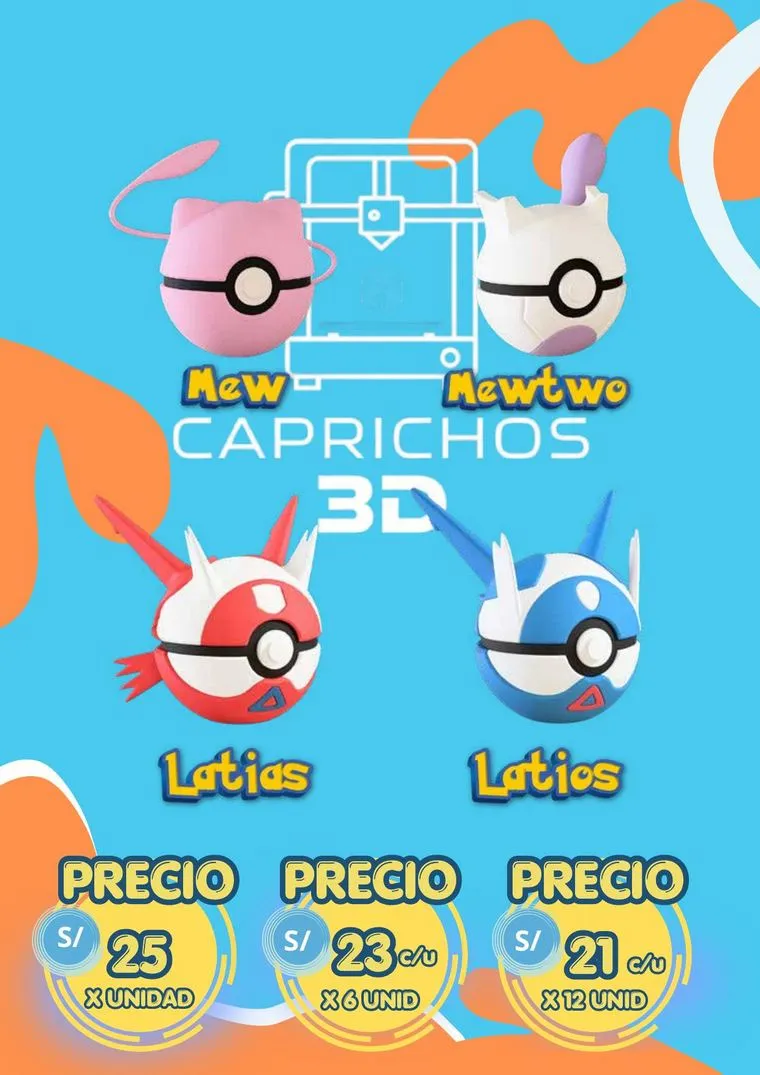 Mew
Mewtwo
CAPRICHOS
3D
Latias
Latios
PRECIO
S/ 25
X UNIDAD
PRECIO
S/ 23 c/u
X 6 UNID
PRECIO
S/ 21 c/u
X 12 UNID